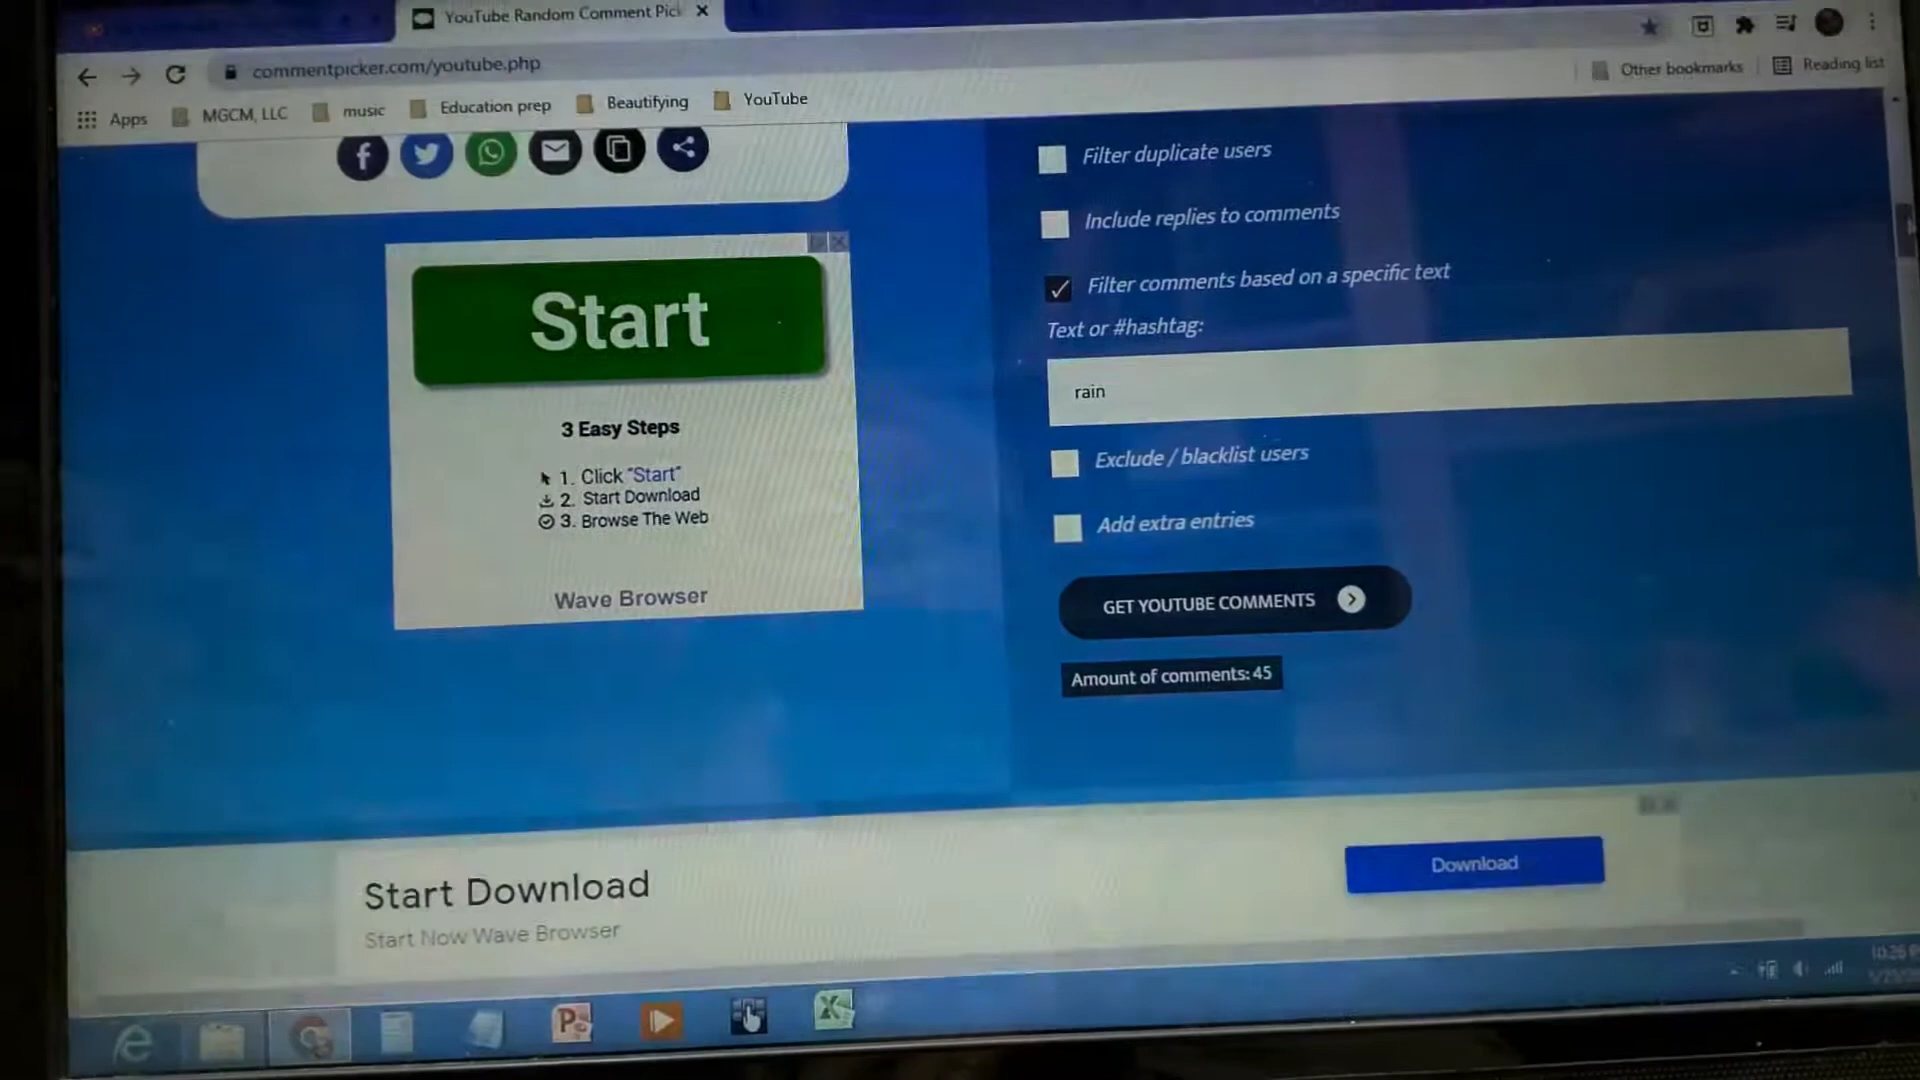 YouTube Random Comment Pick
commentpicker.com/youtube.php
Other bookmarks
Reading list
Apps
MGCM, LLC
music
Education prep
Beautifying
YouTube
Start
3 Easy Steps
1. Click "Start"
2. Start Download
3. Browse The Web
Wave Browser
Filter duplicate users
Include replies to comments
Filter comments based on a specific text
Text or #hashtag:
rain
Exclude / blacklist users
Add extra entries
GET YOUTUBE COMMENTS
Amount of comments: 45
Start Download
Start Now Wave Browser
Download
10:26